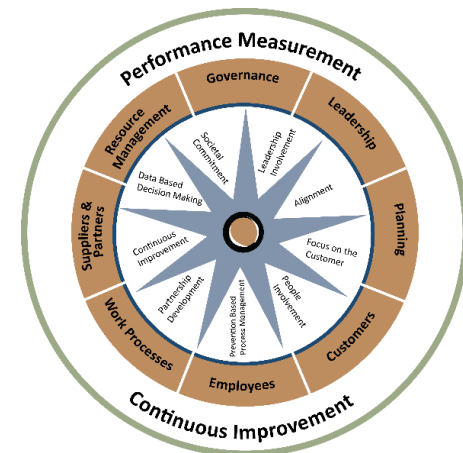 Performance Measurement
Governance
Leadership
Planning
Customers
Employees
Work Processes
Suppliers &
Partners
Resource
Management
Leadership
Involvement
Alignment
Focus on the
Customer
People
Involvement
Prevention Based
Process Management
Partnership
Development
Continuous
Improvement
Data Based
Decision Making
Societal
Commitment
Continuous Improvement